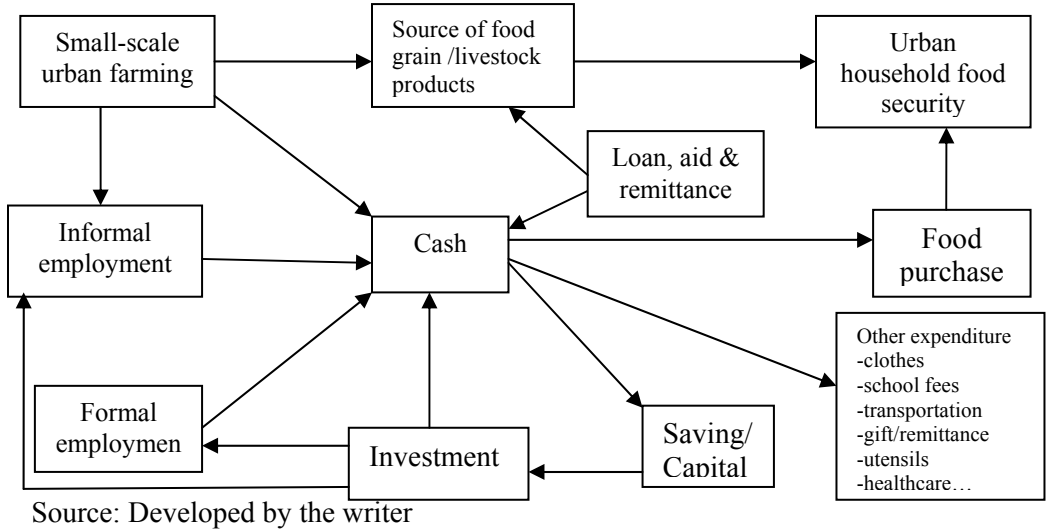 Small-scale
urban farming
Source of food
grain /livestock
products
Urban
household food
security
Loan, aid &
remittance
Informal
employment
Cash
Food
purchase
Other expenditure
-clothes
-school fees
-transportation
-gift/remittance
-utensils
-healthcare…
Formal
employmen
Investment
Saving/
Capital
Source: Developed by the writer